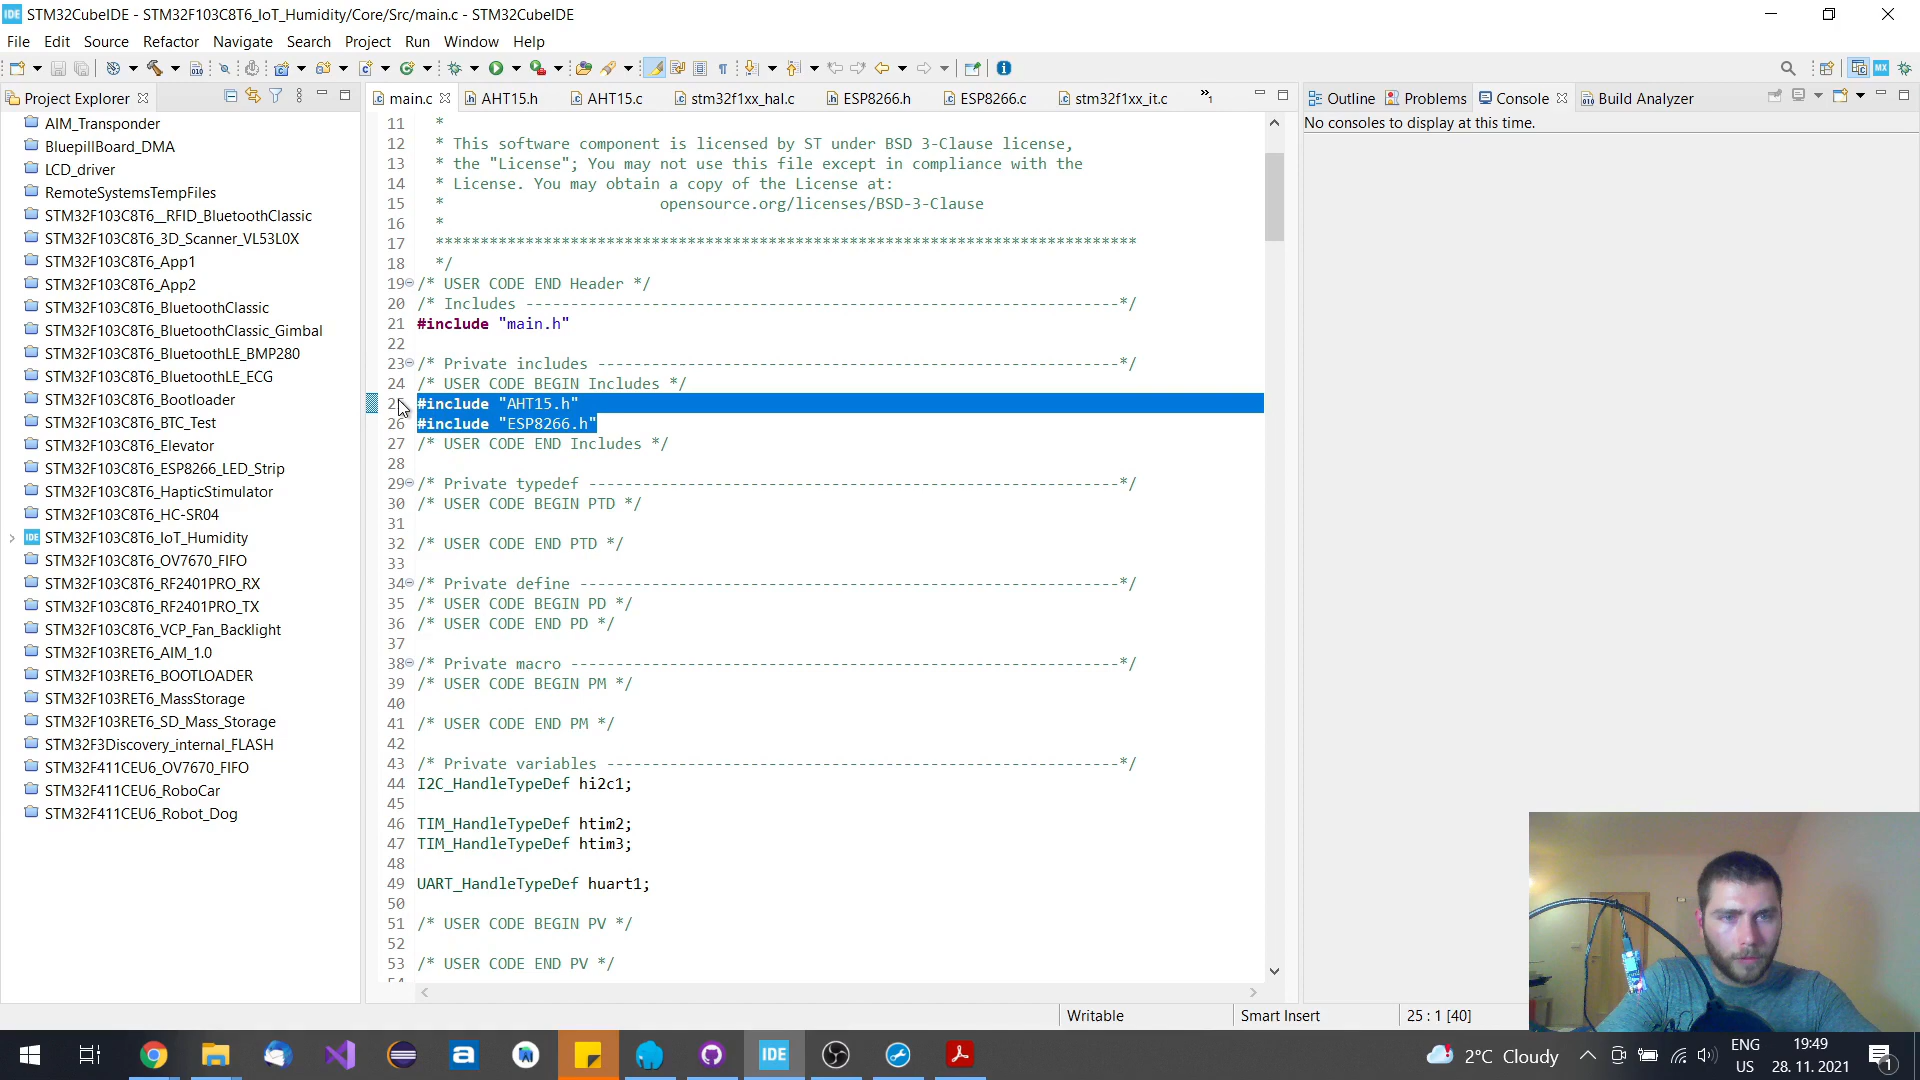 STM32CubeIDE - STM32F103C8T6_IoT_Humidity/Core/Src/main.c - STM32CubeIDE
File Edit Source Refactor Navigate Search Project Run Window Help
Project Explorer
main.c AHT15.h AHT15.c stm32f1xx_hal.c ESP8266.h ESP8266.c stm32f1xx_it.c »1
Outline Problems Console Build Analyzer
No consoles to display at this time.
AIM_Transponder
BluepillBoard_DMA
LCD_driver
RemoteSystemsTempFiles
STM32F103C8T6__RFID_BluetoothClassic
STM32F103C8T6_3D_Scanner_VL53L0X
STM32F103C8T6_App1
STM32F103C8T6_App2
STM32F103C8T6_BluetoothClassic
STM32F103C8T6_BluetoothClassic_Gimbal
STM32F103C8T6_BluetoothLE_BMP280
STM32F103C8T6_BluetoothLE_ECG
STM32F103C8T6_Bootloader
STM32F103C8T6_BTC_Test
STM32F103C8T6_Elevator
STM32F103C8T6_ESP8266_LED_Strip
STM32F103C8T6_HapticStimulator
STM32F103C8T6_HC-SR04
IDE STM32F103C8T6_IoT_Humidity
STM32F103C8T6_OV7670_FIFO
STM32F103C8T6_RF2401PRO_RX
STM32F103C8T6_RF2401PRO_TX
STM32F103C8T6_VCP_Fan_Backlight
STM32F103RET6_AIM_1.0
STM32F103RET6_BOOTLOADER
STM32F103RET6_MassStorage
STM32F103RET6_SD_Mass_Storage
STM32F3Discovery_internal_FLASH
STM32F411CEU6_OV7670_FIFO
STM32F411CEU6_RoboCar
STM32F411CEU6_Robot_Dog
11 *
12 * This software component is licensed by ST under BSD 3-Clause license,
13 * the "License"; You may not use this file except in compliance with the
14 * License. You may obtain a copy of the License at:
15 * opensource.org/licenses/BSD-3-Clause
16 *
17 ******************************************************************************
18 */
19 /* USER CODE END Header */
20 /* Includes ------------------------------------------------------------------*/
21 #include "main.h"
22
23 /* Private includes ----------------------------------------------------------*/
24 /* USER CODE BEGIN Includes */
25 #include "AHT15.h"
26 #include "ESP8266.h"
27 /* USER CODE END Includes */
28
29 /* Private typedef -----------------------------------------------------------*/
30 /* USER CODE BEGIN PTD */
31
32 /* USER CODE END PTD */
33
34 /* Private define ------------------------------------------------------------*/
35 /* USER CODE BEGIN PD */
36 /* USER CODE END PD */
37
38 /* Private macro -------------------------------------------------------------*/
39 /* USER CODE BEGIN PM */
40
41 /* USER CODE END PM */
42
43 /* Private variables ---------------------------------------------------------*/
44 I2C_HandleTypeDef hi2c1;
45
46 TIM_HandleTypeDef htim2;
47 TIM_HandleTypeDef htim3;
48
49 UART_HandleTypeDef huart1;
50
51 /* USER CODE BEGIN PV */
52
53 /* USER CODE END PV */
Writable Smart Insert 25 : 1 [40]
IDE
2°C Cloudy
ENG
US
19:49
28. 11. 2021
1